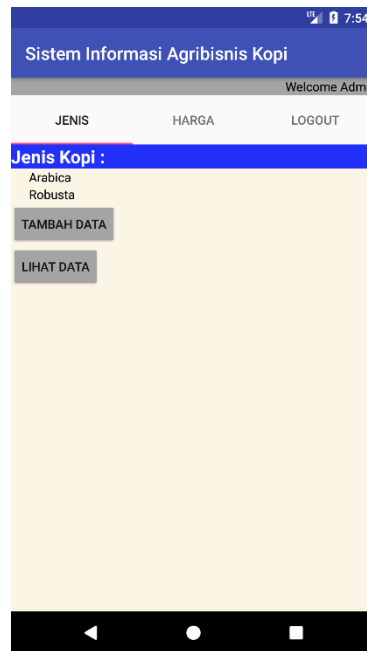 LTE 7:54
Sistem Informasi Agribisnis Kopi
Welcome Adm
JENIS HARGA LOGOUT
Jenis Kopi :
Arabica
Robusta
TAMBAH DATA
LIHAT DATA